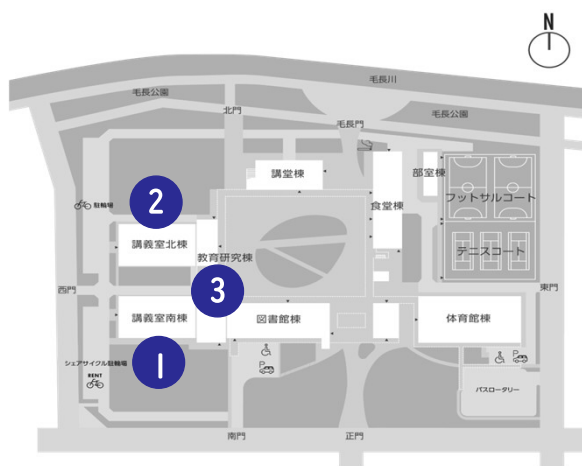 N
毛長川
毛長公園
北門
毛長門
毛長公園
講堂棟
食堂棟
部室棟
フットサルコート
駐輪場
2
講義室北棟
教育研究棟
テニスコート
西門
3
東門
講義室南棟
図書館棟
体育館棟
シェアサイクル駐輪場
RENT
1
P
P
バスロータリー
南門
正門